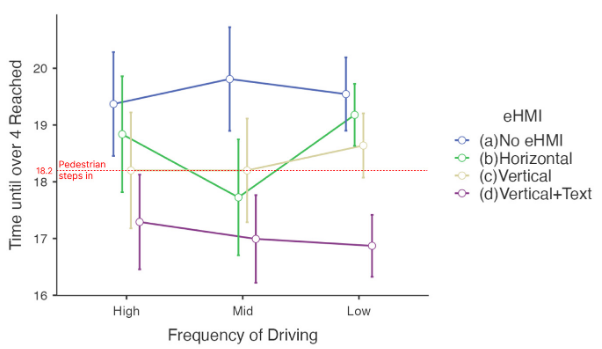 Time until over 4 Reached
20
19
18.2
18
17
16
Pedestrian
steps in
High
Mid
Low
Frequency of Driving
eHMI
(a)No eHMI
(b)Horizontal
(c)Vertical
(d)Vertical+Text